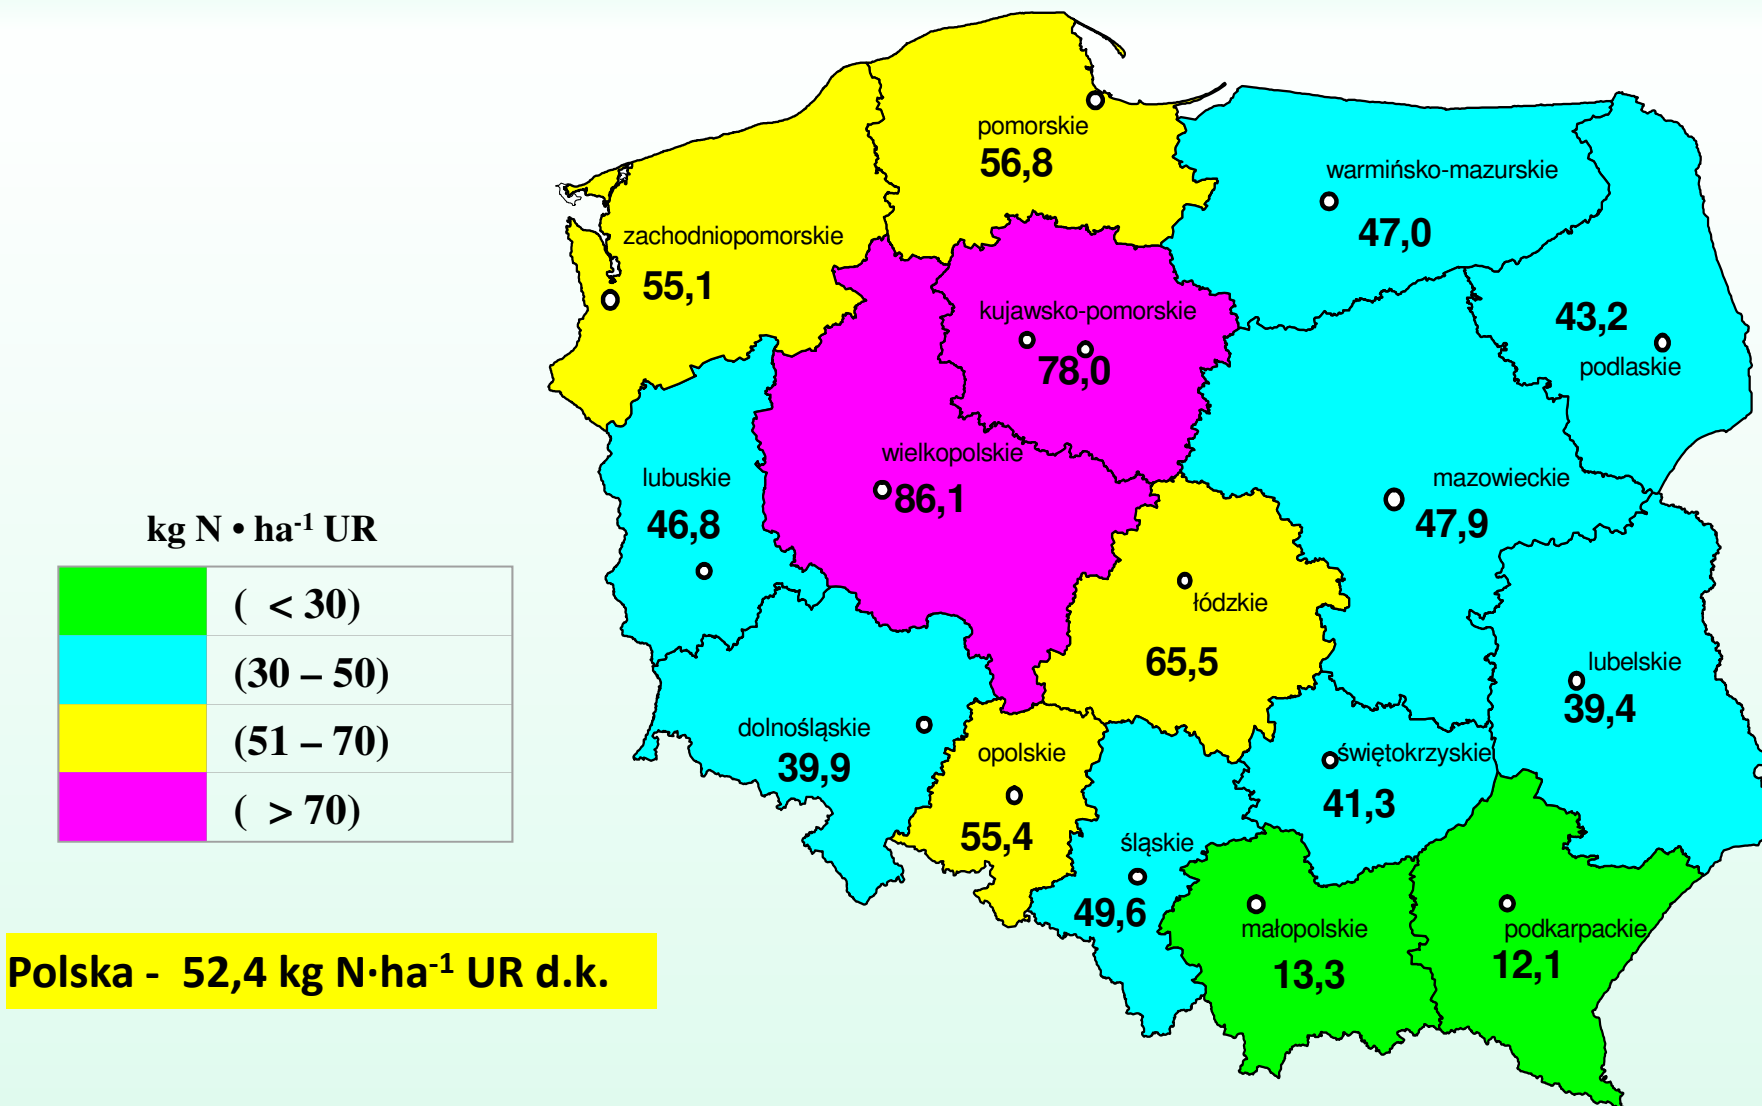 pomorskie
56,8
warmińsko-mazurskie
47,0
zachodniopomorskie
55,1
kujawsko-pomorskie
78,0
43,2
podlaskie
wielkopolskie
86,1
lubuskie
46,8
mazowieckie
47,9
kg N • ha⁻¹ UR
( < 30)
(30 – 50)
(51 – 70)
( > 70)
łódzkie
65,5
lubelskie
39,4
dolnośląskie
39,9
opolskie
55,4
świętokrzyskie
41,3
śląskie
49,6
małopolskie
13,3
podkarpackie
12,1
Polska - 52,4 kg N·ha⁻¹ UR d.k.